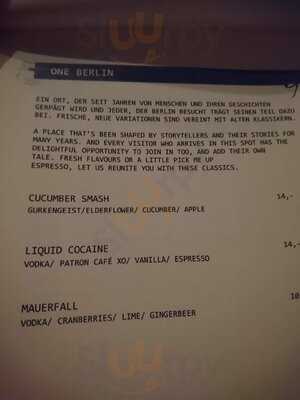 ONE BERLIN
EIN ORT, DER SEIT JAHREN VON MENSCHEN UND IHREN GESCHICHTEN
GERPÄGT WIRD UND JEDER, DER BERLIN BESUCHT TRÄGT SEINEN TEIL DAZU
BEI. FRISCHE, NEUE VARIATIONEN SIND VEREINT MIT ALTEN KLASSIKERN.
A PLACE THAT'S BEEN SHAPED BY STORYTELLERS AND THEIR STORIES FOR
MANY YEARS. AND EVERY VISITOR WHO ARRIVES IN THIS SPOT HAS THE
DELIGHTFUL OPPORTUNITY TO JOIN IN TOO, AND ADD THEIR OWN
TALE. FRESH FLAVOURS OR A LITTLE PICK ME UP
ESPRESSO, LET US REUNITE YOU WITH THESE CLASSICS.
CUCUMBER SMASH 14,-
GURKENGEIST/ELDERFLOWER/ CUCUMBER/ APPLE
LIQUID COCAINE 14,-
VODKA/ PATRON CAFÉ XO/ VANILLA/ ESPRESSO
MAUERFALL 10
VODKA/ CRANBERRIES/ LIME/ GINGERBEER